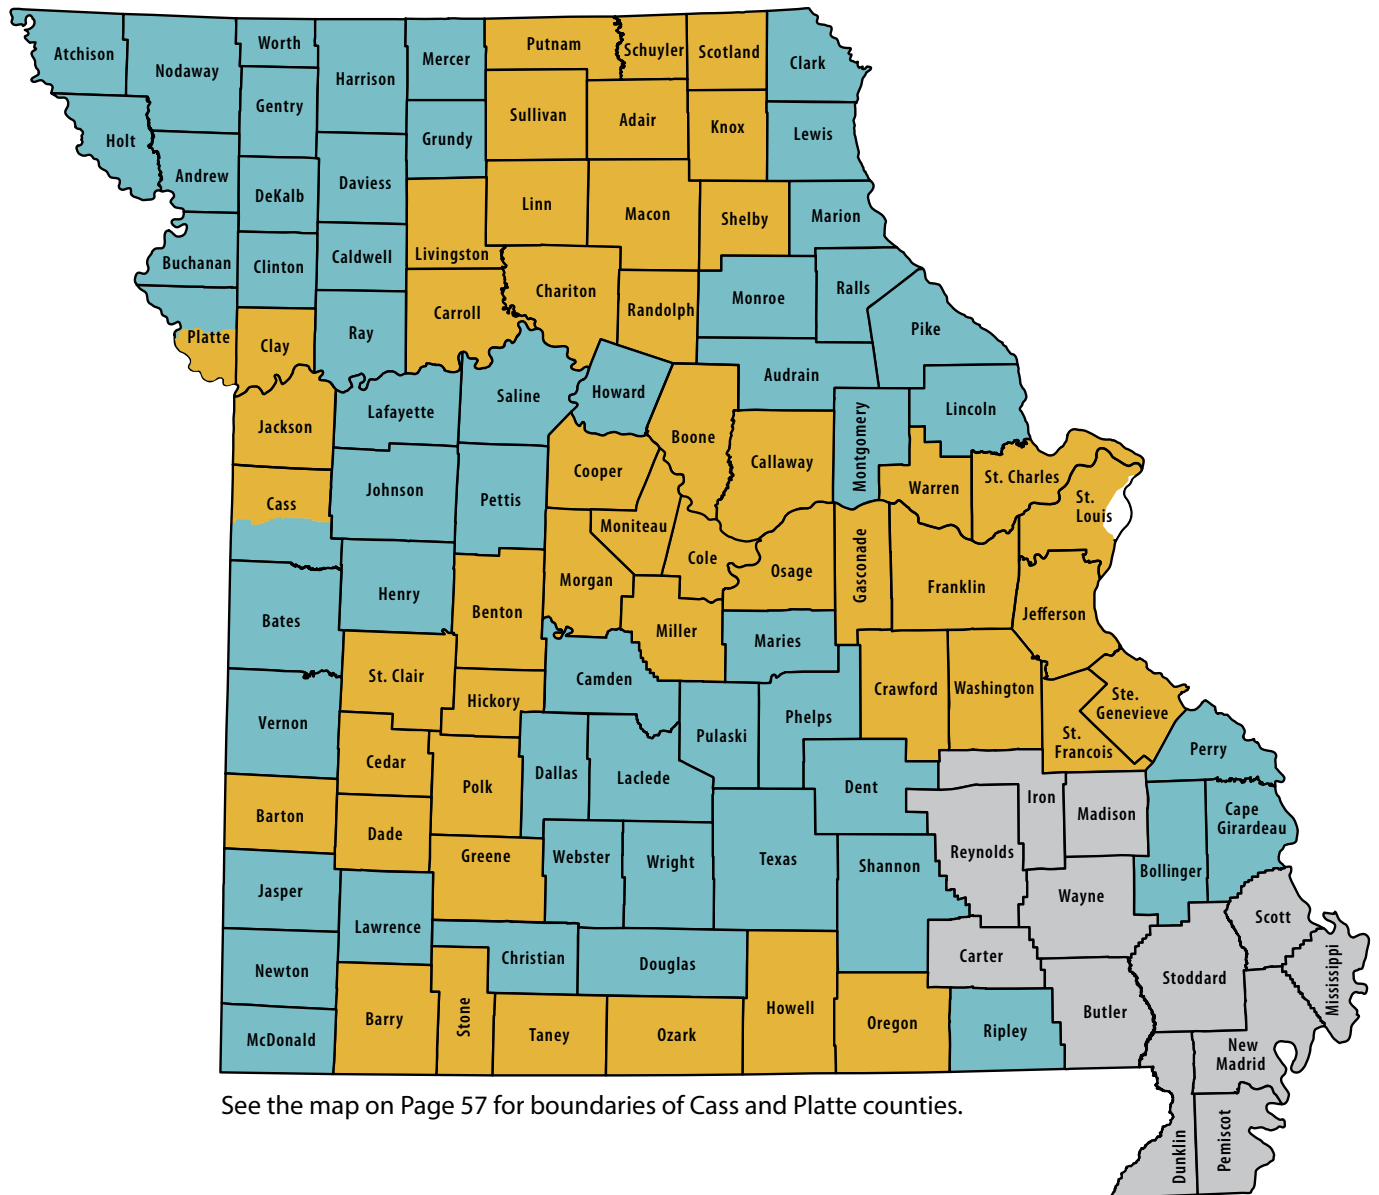 Atchison
Nodaway
Worth
Harrison
Mercer
Putnam
Schuyler
Scotland
Clark
Gentry
Sullivan
Adair
Knox
Lewis
Holt
Grundy
Andrew
DeKalb
Daviess
Linn
Macon
Shelby
Marion
Buchanan
Clinton
Caldwell
Livingston
Chariton
Randolph
Monroe
Ralls
Pike
Platte
Clay
Ray
Carroll
Audrain
Howard
Saline
Lafayette
Jackson
Boone
Callaway
Montgomery
Lincoln
Cooper
Cass
Johnson
Pettis
Warren
St. Charles
St.
Louis
Moniteau
Cole
Osage
Gasconade
Franklin
Jefferson
Morgan
Henry
Benton
Miller
Maries
Bates
St. Clair
Camden
Hickory
Crawford
Washington
Ste.
Genevieve
St.
Francois
Perry
Vernon
Phelps
Pulaski
Cedar
Polk
Dallas
Laclede
Dent
Iron
Madison
Cape
Girardeau
Barton
Dade
Greene
Webster
Wright
Texas
Shannon
Reynolds
Bollinger
Jasper
Wayne
Lawrence
Scott
Christian
Douglas
Carter
Newton
Stoddard
Mississippi
Barry
Stone
Taney
Ozark
Howell
Oregon
Ripley
Butler
McDonald
New
Madrid
Dunklin
Pemiscot
See the map on Page 57 for boundaries of Cass and Platte counties.